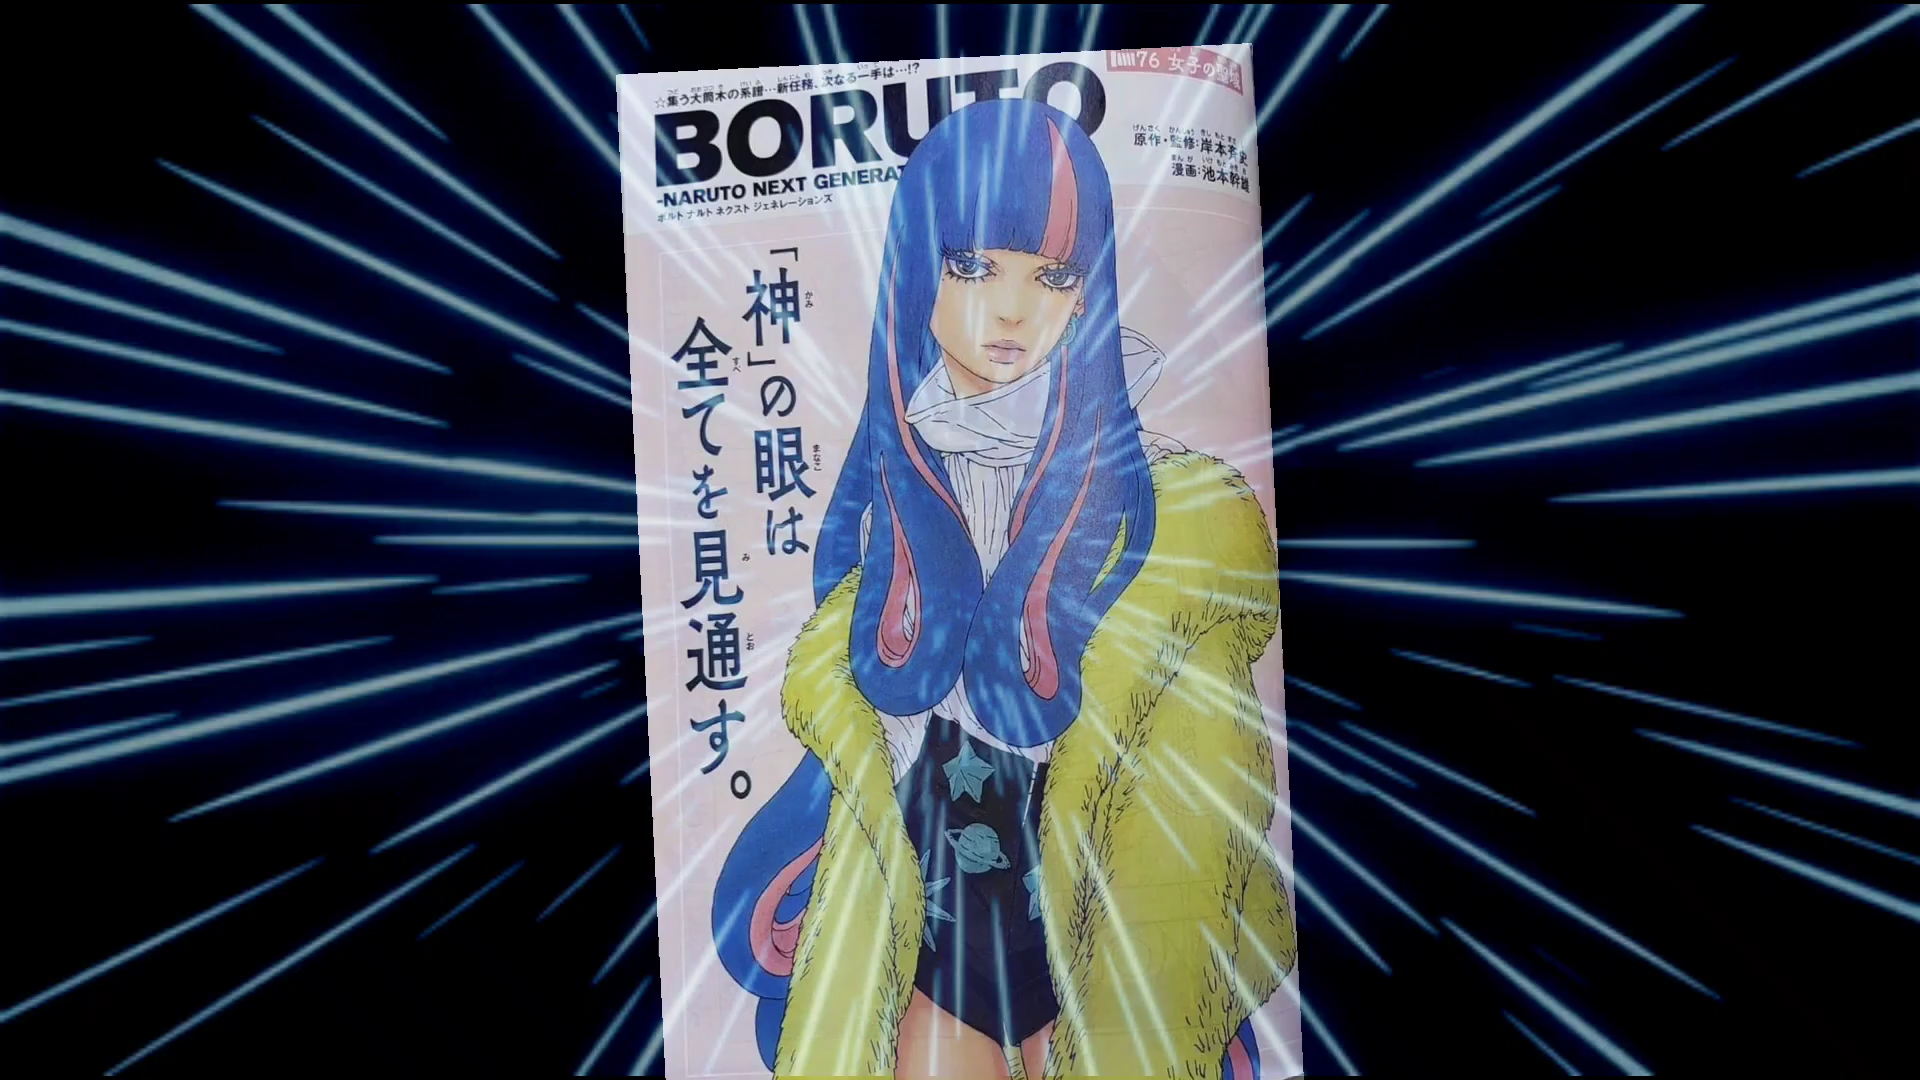 ☆集う大筒木の系譜…新任務、次なる一手は…!?
76 女子の聖域
BORUTO
-NARUTO NEXT GENERAT
ボルト ナルト ネクスト ジェネレーションズ
原作・監修:岸本斉史
漫画:池本幹雄
「神」の眼は
全てを見通す。